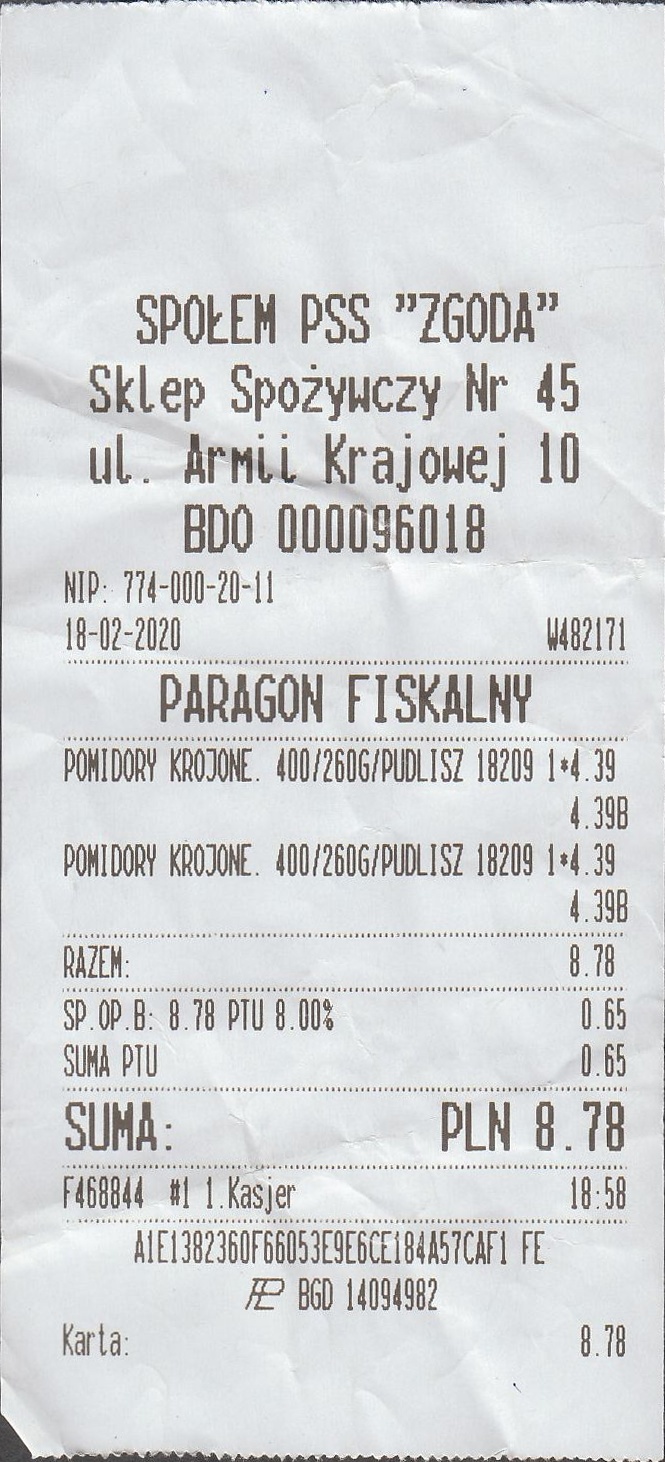 SPOŁEM PSS "ZGODA"
Sklep Spożywczy Nr 45
ul. Armii Krajowej 10
BDO 000096018
NIP: 774-000-20-11
18-02-2020 W482171
PARAGON FISKALNY
POMIDORY KROJONE. 400/260G/PUDLISZ 18209 1*4.39
4.39B
POMIDORY KROJONE. 400/260G/PUDLISZ 18209 1*4.39
4.39B
RAZEM: 8.78
SP.OP.B: 8.78 PTU 8.00% 0.65
SUMA PTU 0.65
SUMA: PLN 8.78
F468844 #1 1.Kasjer 18:58
A1E1382360F66053E9E6CE184A57CAF1 FE
BGD 14094982
Karta: 8.78